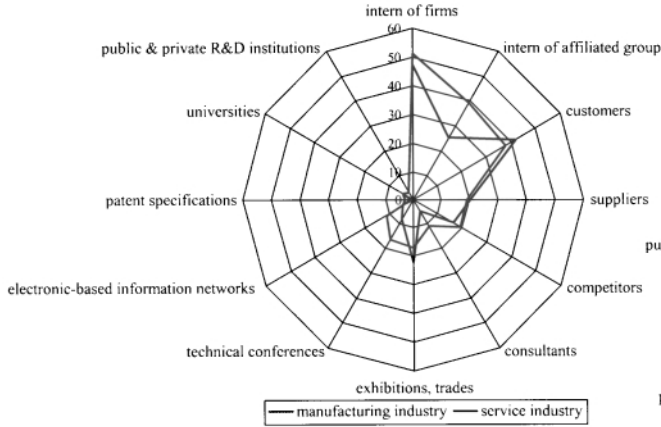 intern of firms
60
public & private R&D institutions
intern of affiliated group
50
universities
customers
40
30
20
10
patent specifications
0
suppliers
pu
electronic-based information networks
competitors
technical conferences
consultants
exhibitions, trades
manufacturing industry
service industry